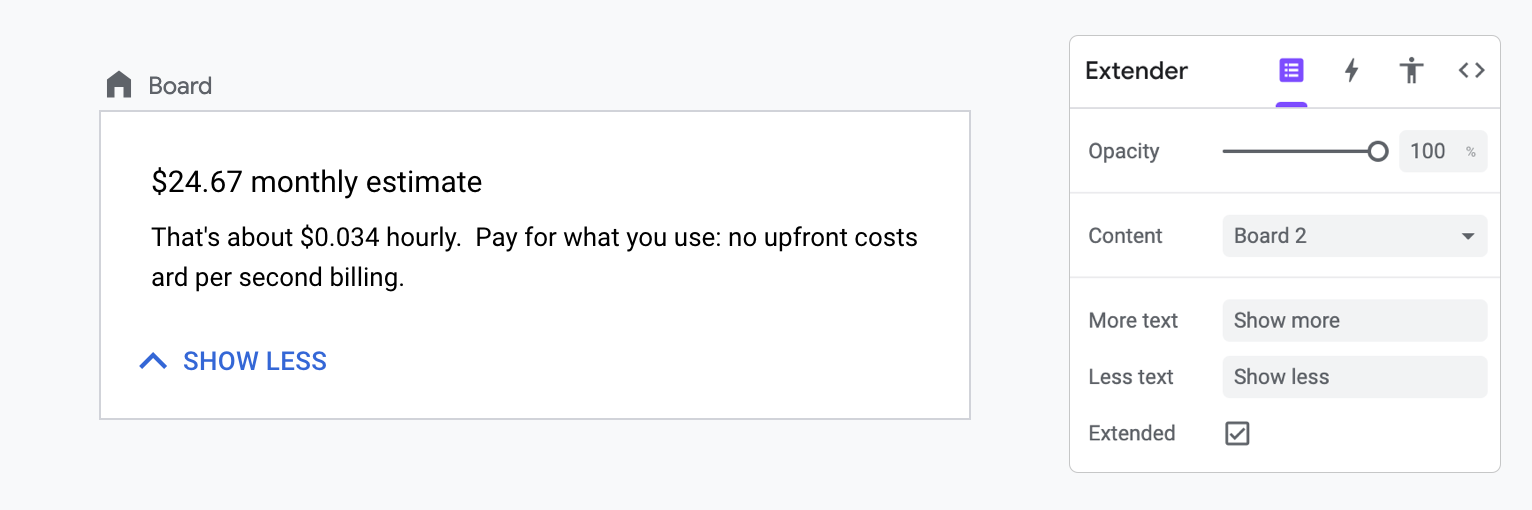 Board
$24.67 monthly estimate
That's about $0.034 hourly.  Pay for what you use: no upfront costs
ard per second billing.
SHOW LESS
Extender
Opacity 100 %
Content Board 2
More text Show more
Less text Show less
Extended